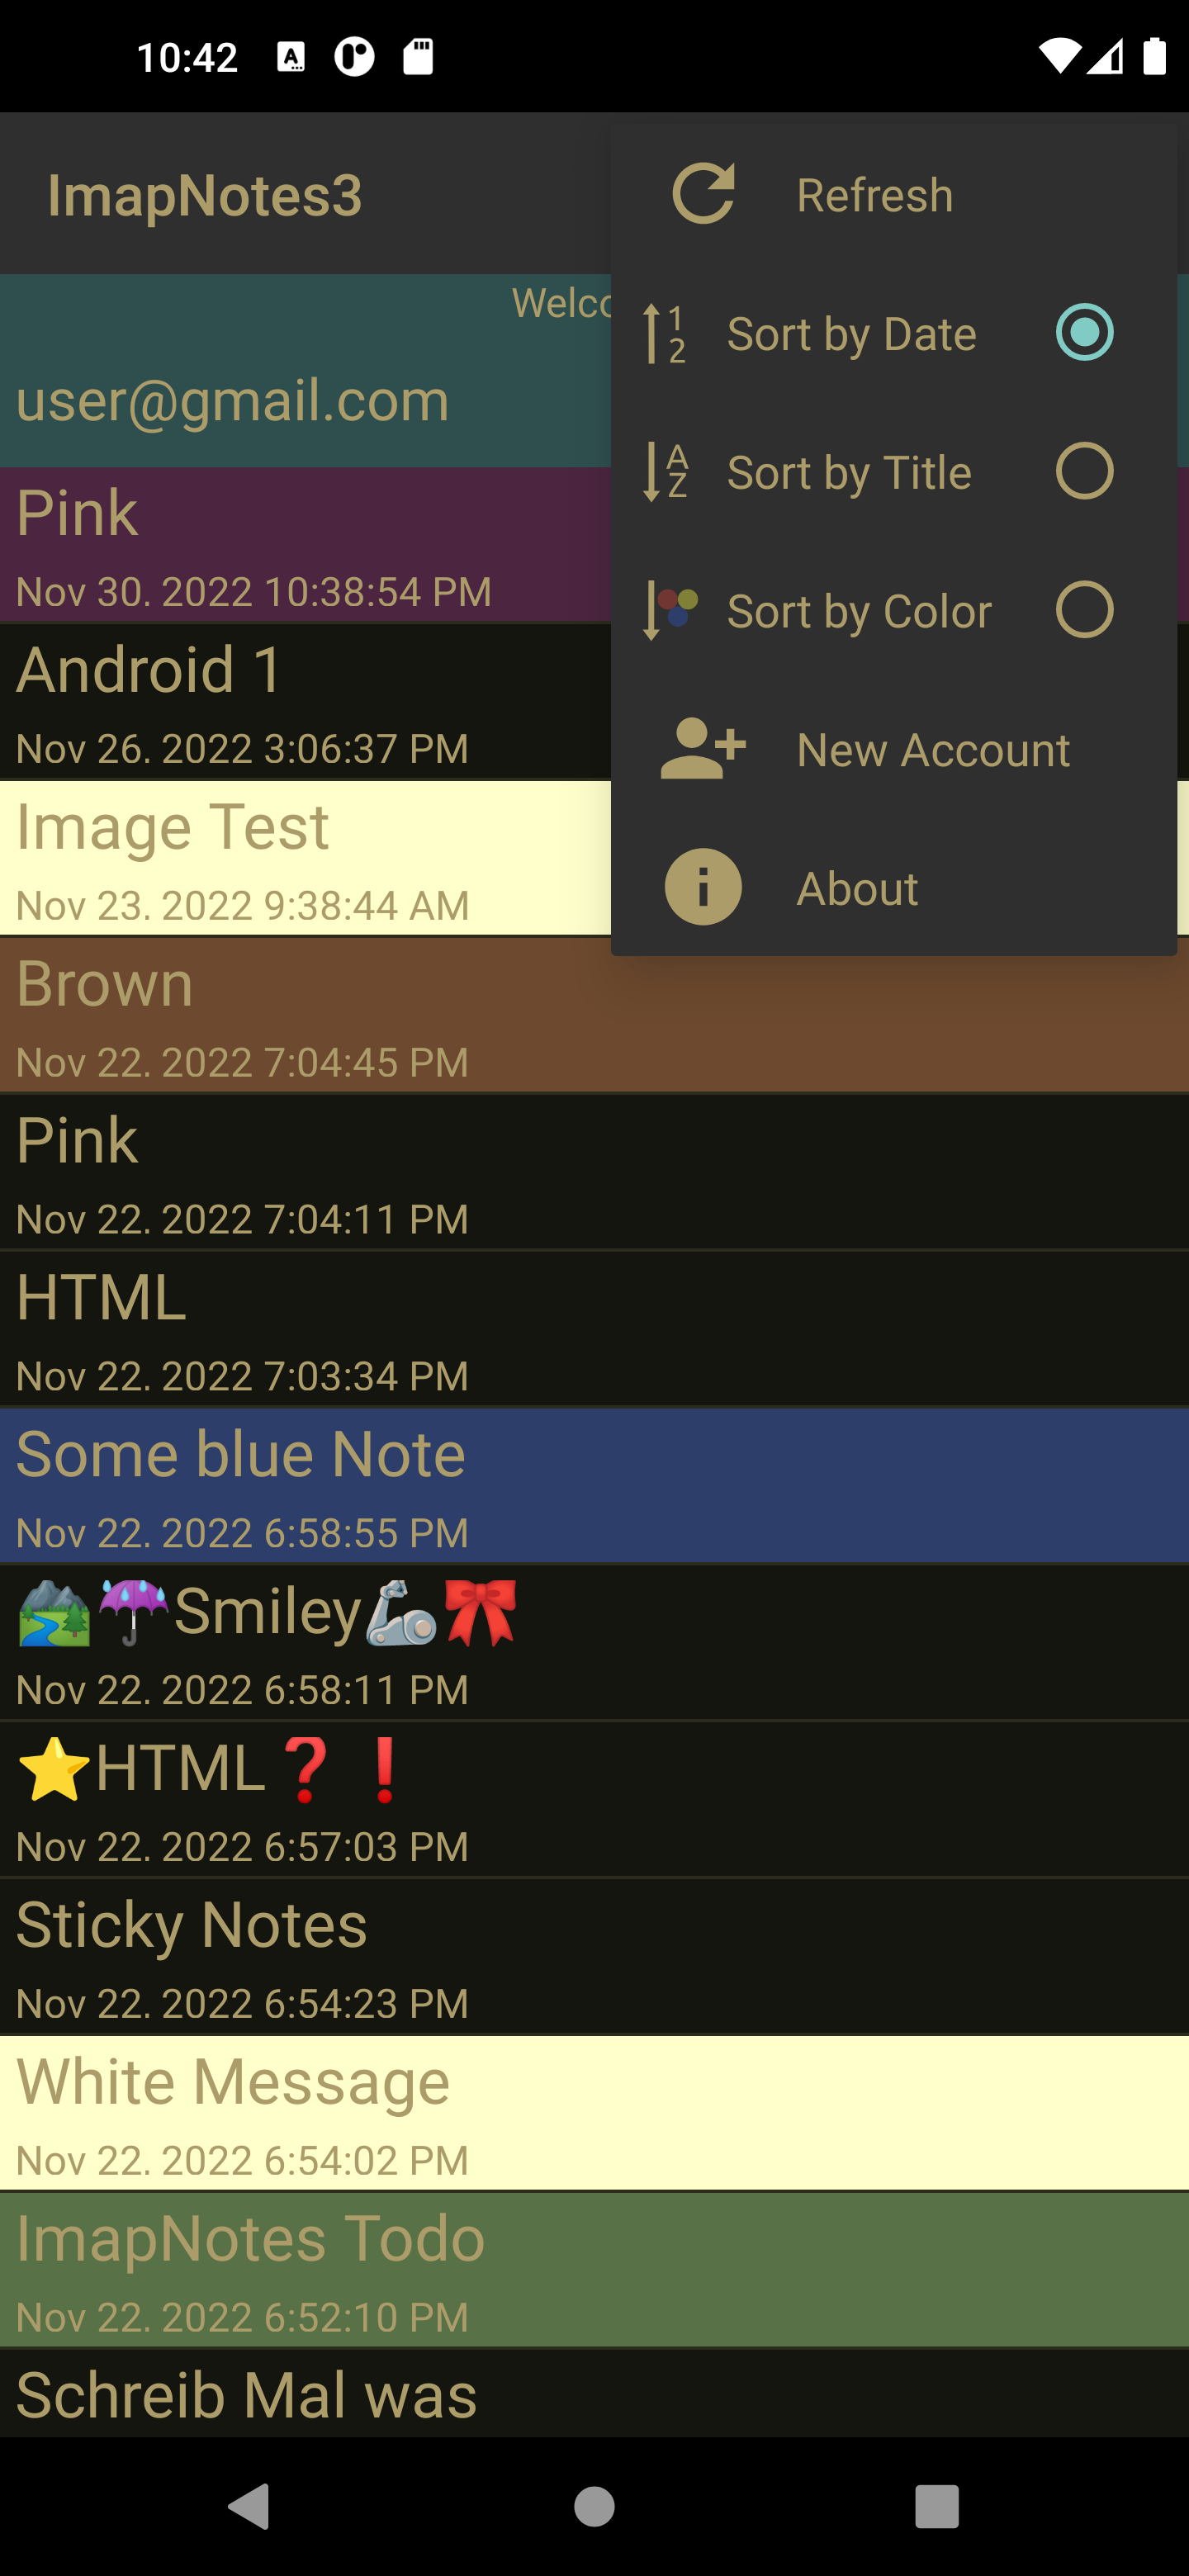 10:42
ImapNotes3
Refresh
Welco
Sort by Date
user@gmail.com
Sort by Title
Pink
Nov 30. 2022 10:38:54 PM
Sort by Color
Android 1
Nov 26. 2022 3:06:37 PM
New Account
Image Test
Nov 23. 2022 9:38:44 AM
About
Brown
Nov 22. 2022 7:04:45 PM
Pink
Nov 22. 2022 7:04:11 PM
HTML
Nov 22. 2022 7:03:34 PM
Some blue Note
Nov 22. 2022 6:58:55 PM
🏞️☔Smiley🦾🎀
Nov 22. 2022 6:58:11 PM
⭐HTML❓❗
Nov 22. 2022 6:57:03 PM
Sticky Notes
Nov 22. 2022 6:54:23 PM
White Message
Nov 22. 2022 6:54:02 PM
ImapNotes Todo
Nov 22. 2022 6:52:10 PM
Schreib Mal was